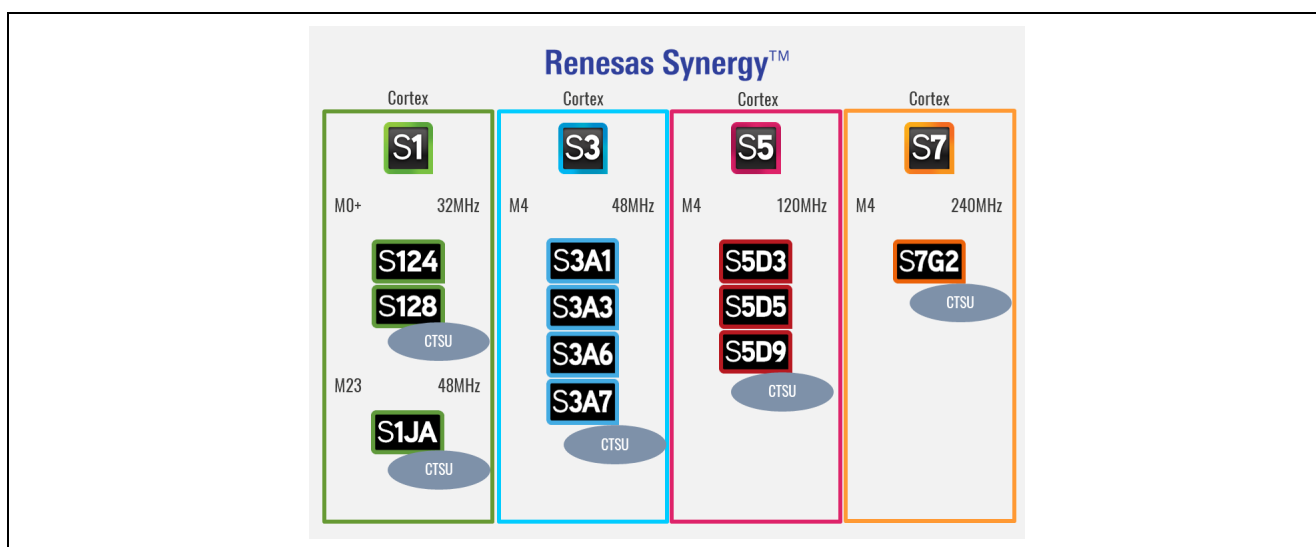 Renesas Synergy™
Cortex
S1
M0+ 32MHz
S124
S128
CTSU
M23 48MHz
S1JA
CTSU
Cortex
S3
M4 48MHz
S3A1
S3A3
S3A6
S3A7
CTSU
Cortex
S5
M4 120MHz
S5D3
S5D5
S5D9
CTSU
Cortex
S7
M4 240MHz
S7G2
CTSU